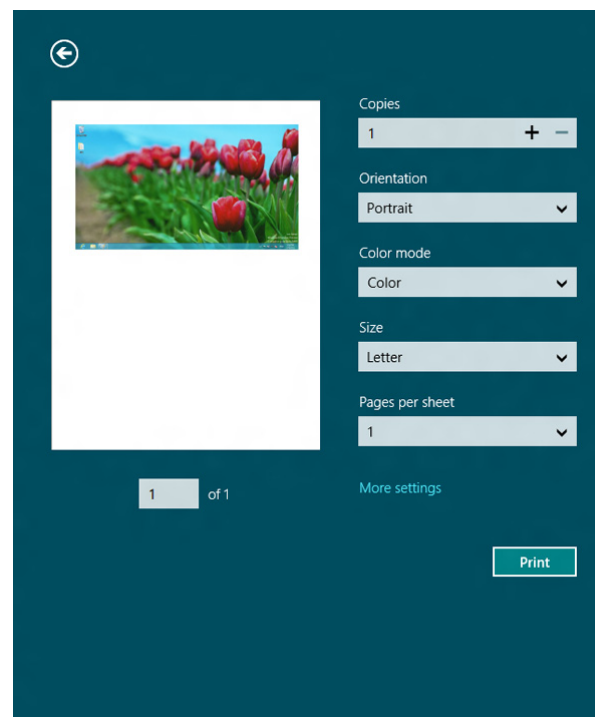 Copies
1
Orientation
Portrait
Color mode
Color
Size
Letter
Pages per sheet
1
1 of 1
More settings
Print